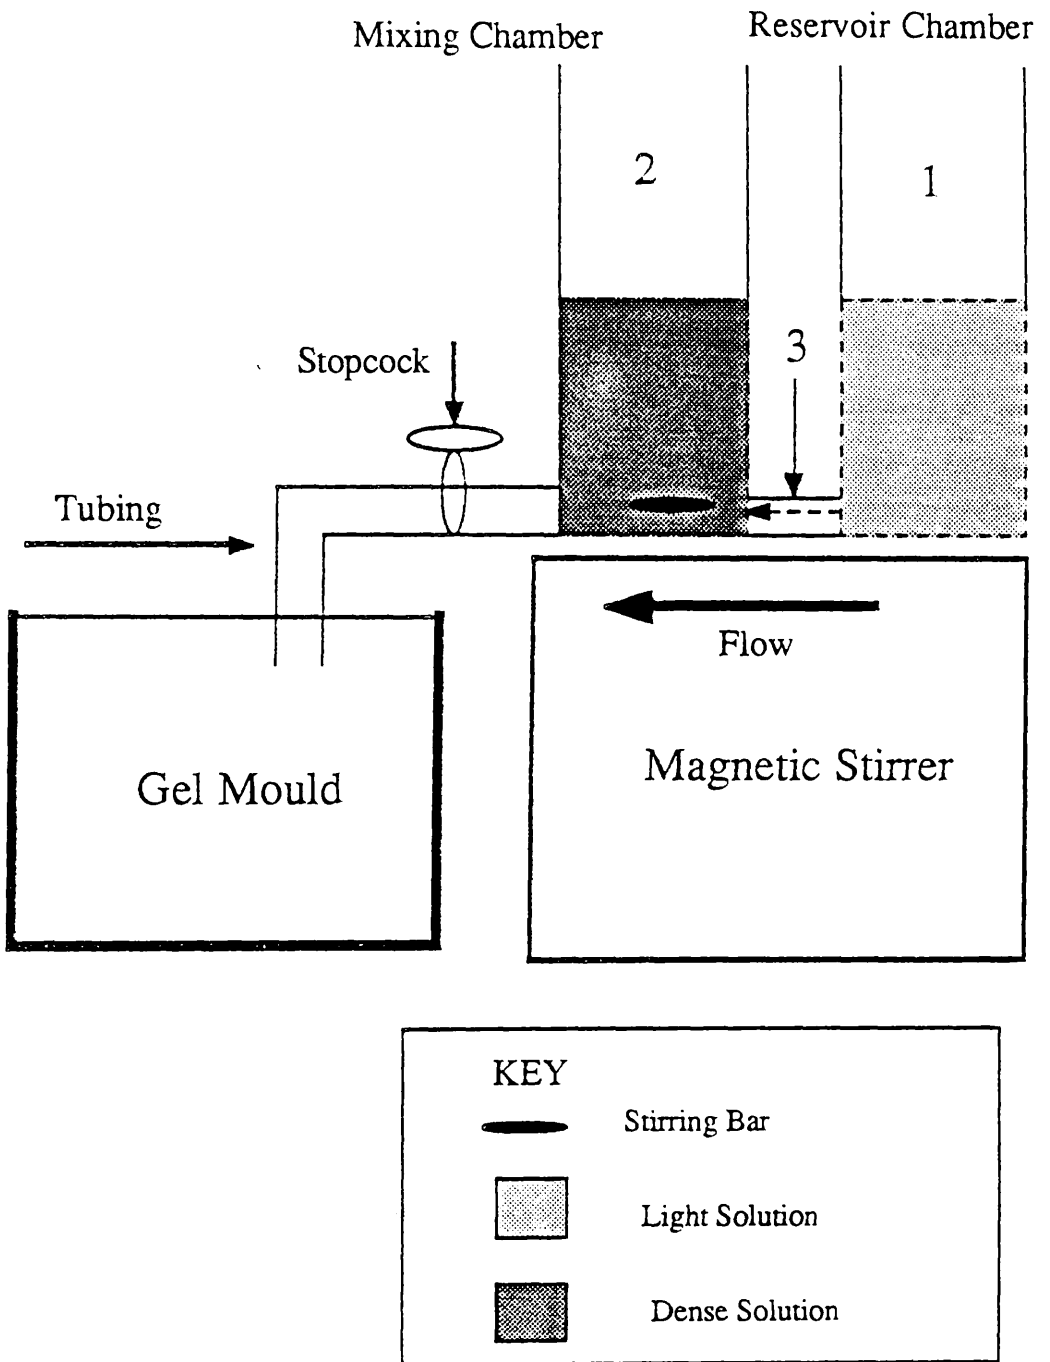 Mixing Chamber
Reservoir Chamber
2
1
3
Stopcock
Tubing
Flow
Gel Mould
Magnetic Stirrer
KEY
Stirring Bar
Light Solution
Dense Solution